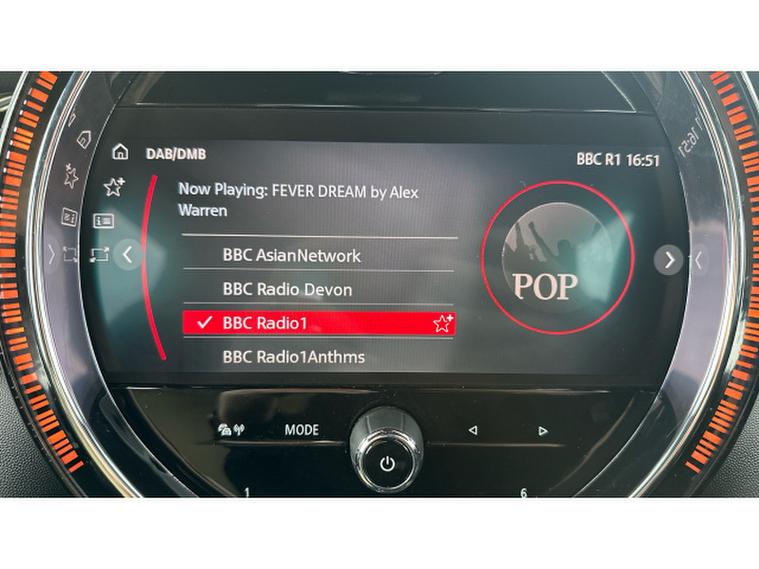 DAB/DMB
BBC R1 16:51
Now Playing: FEVER DREAM by Alex
Warren
BBC AsianNetwork
BBC Radio Devon
BBC Radio1
BBC Radio1Anthms
POP
MODE
1
6